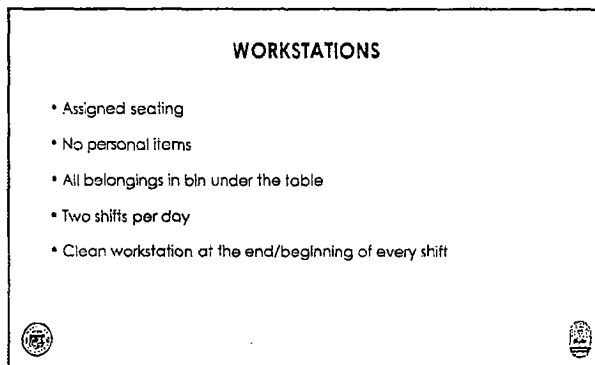 WORKSTATIONS
• Assigned seating
• No personal items
• All belongings in bin under the table
• Two shifts per day
• Clean workstation at the end/beginning of every shift